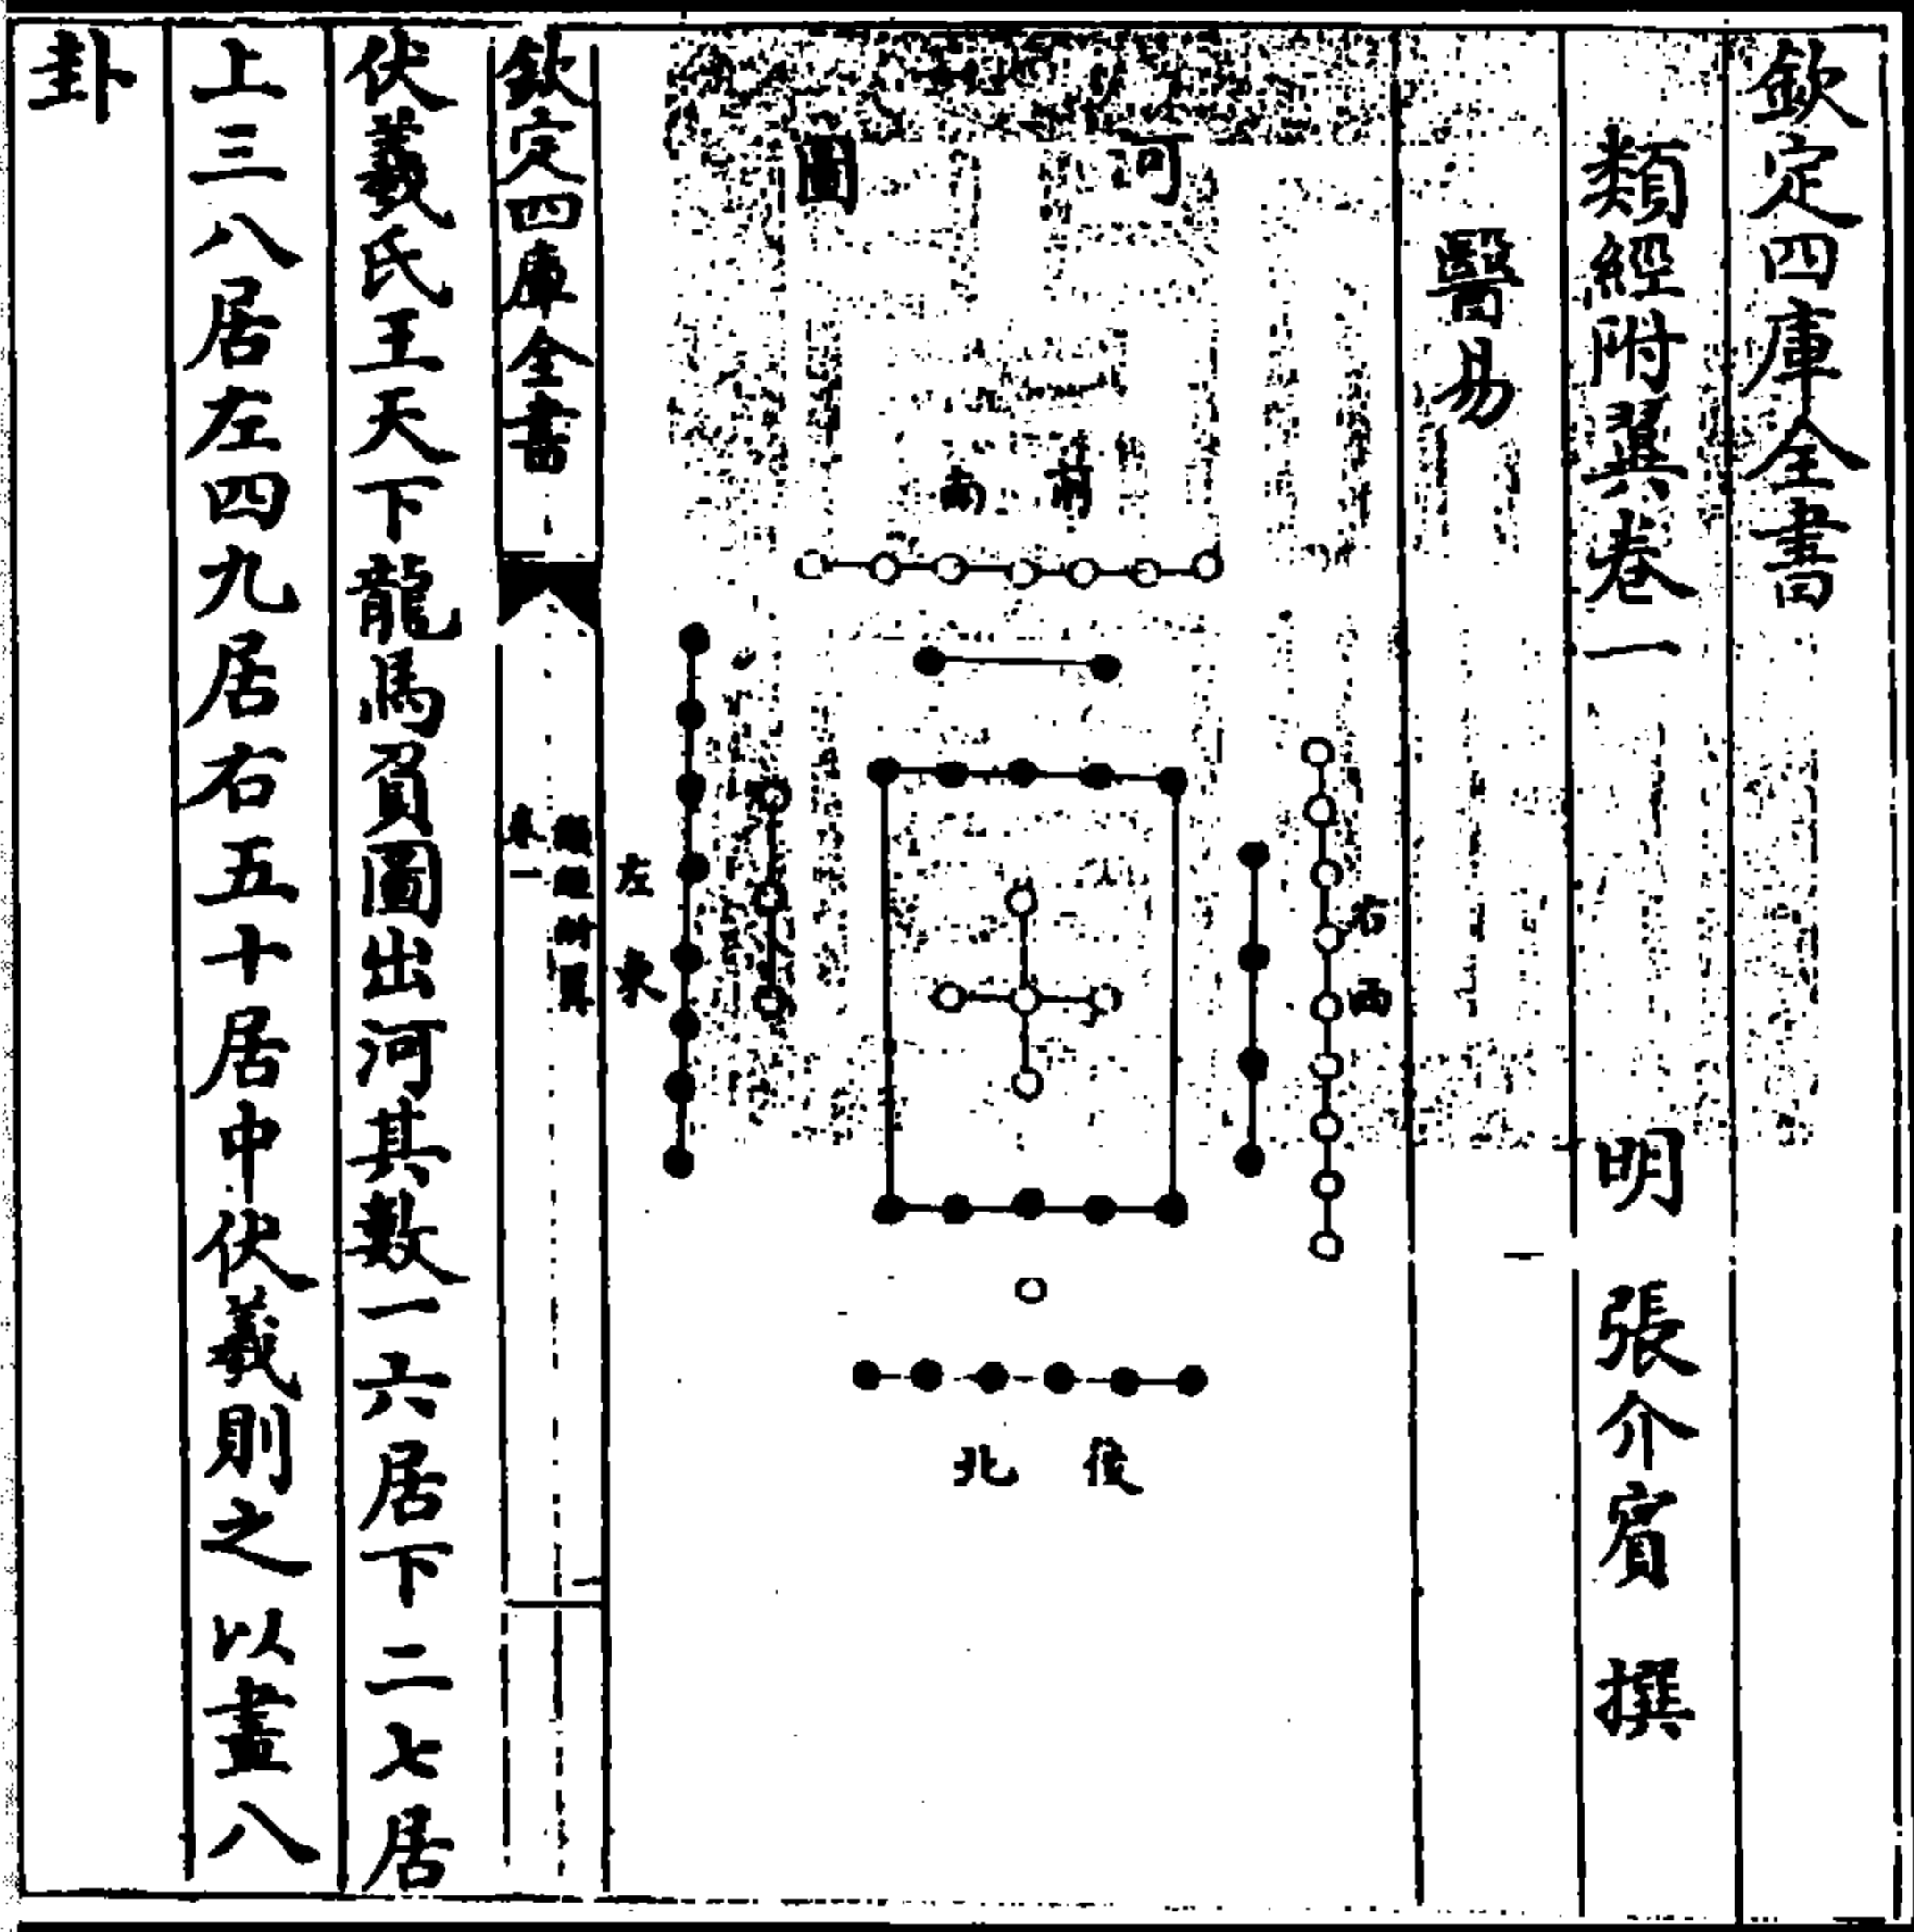 欽定四庫全書
類經附翼卷一 明 張介賓 撰
醫易
河圖
前南
右西
左東
後北
欽定四庫全書
類經附翼
卷一
一
伏羲氏王天下龍馬負圖出河其數一六居下二七居
上三八居左四九居右五十居中伏羲則之以畫八
卦